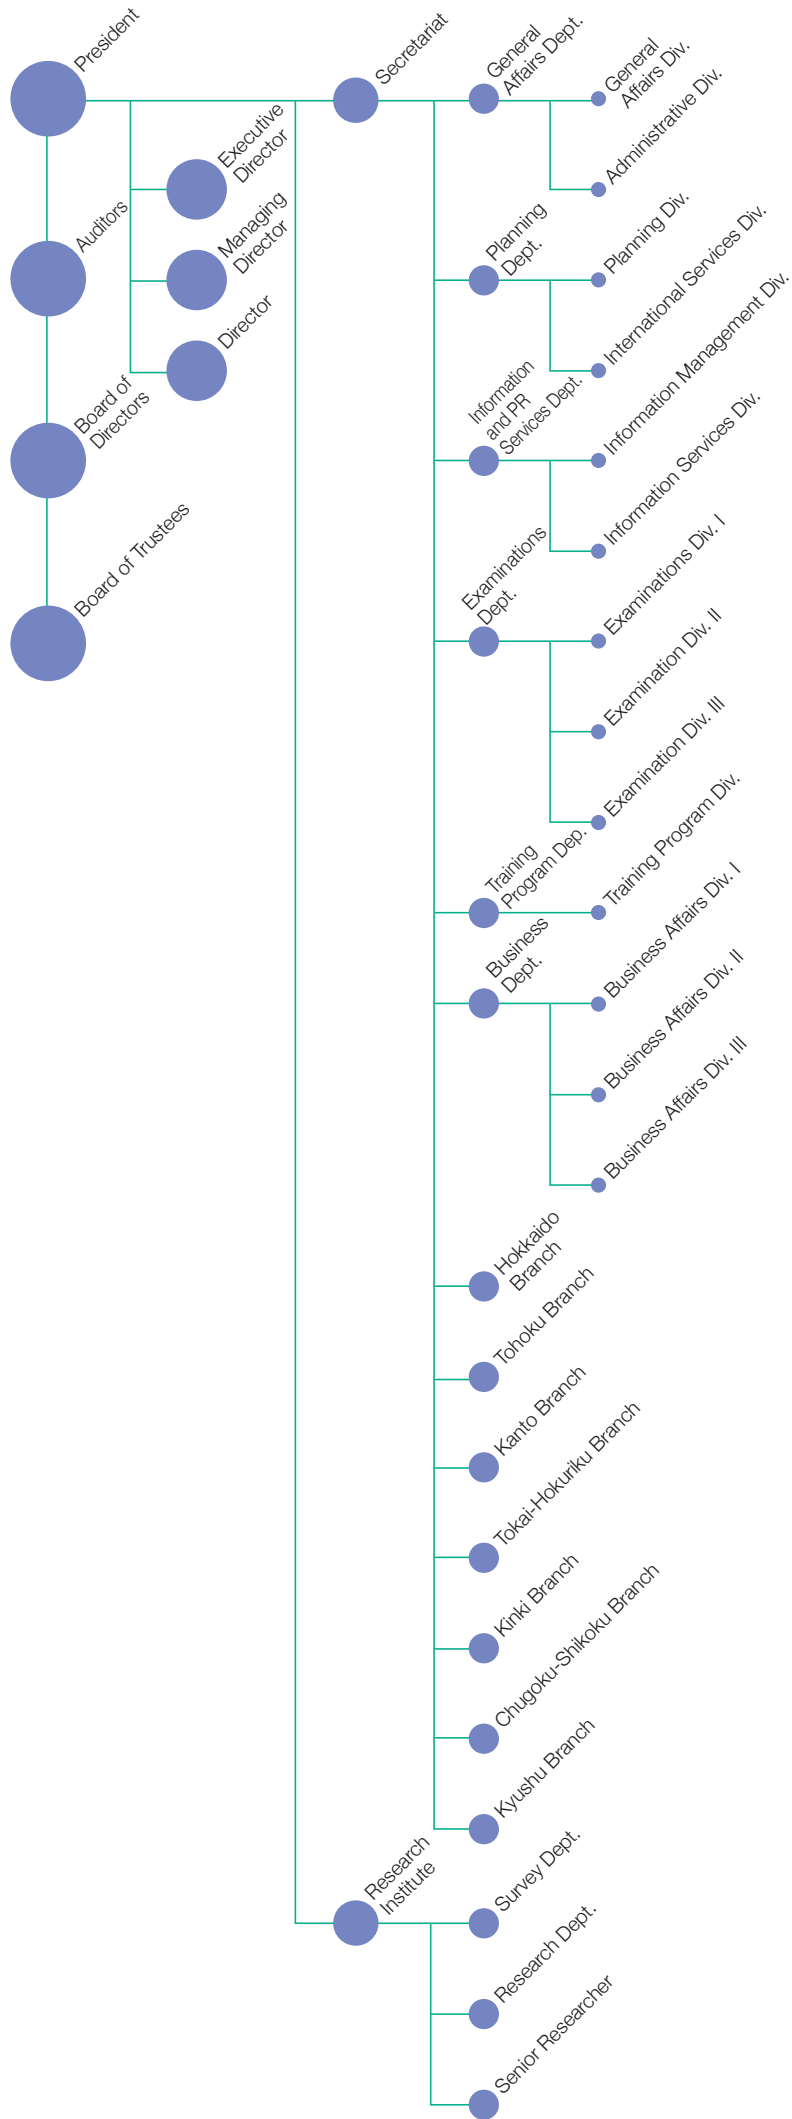 President
Auditors
Board of
Directors
Board of Trustees
Executive
Director
Managing
Director
Director
Secretariat
General
Affairs Dept.
General
Affairs Div.
Administrative Div.
Planning
Dept.
Planning Div.
International Services Div.
Information
and PR
Services Dept.
Information Management Div.
Information Services Div.
Examinations
Dept.
Examinations Div. I
Examination Div. II
Examination Div. III
Training
Program Dep.
Training Program Div.
Business
Dept.
Business Affairs Div. I
Business Affairs Div. II
Business Affairs Div. III
Hokkaido
Branch
Tohoku Branch
Kanto Branch
Tokai-Hokuriku Branch
Kinki Branch
Chugoku-Shikoku Branch
Kyushu Branch
Research
Institute
Survey Dept.
Research Dept.
Senior Researcher